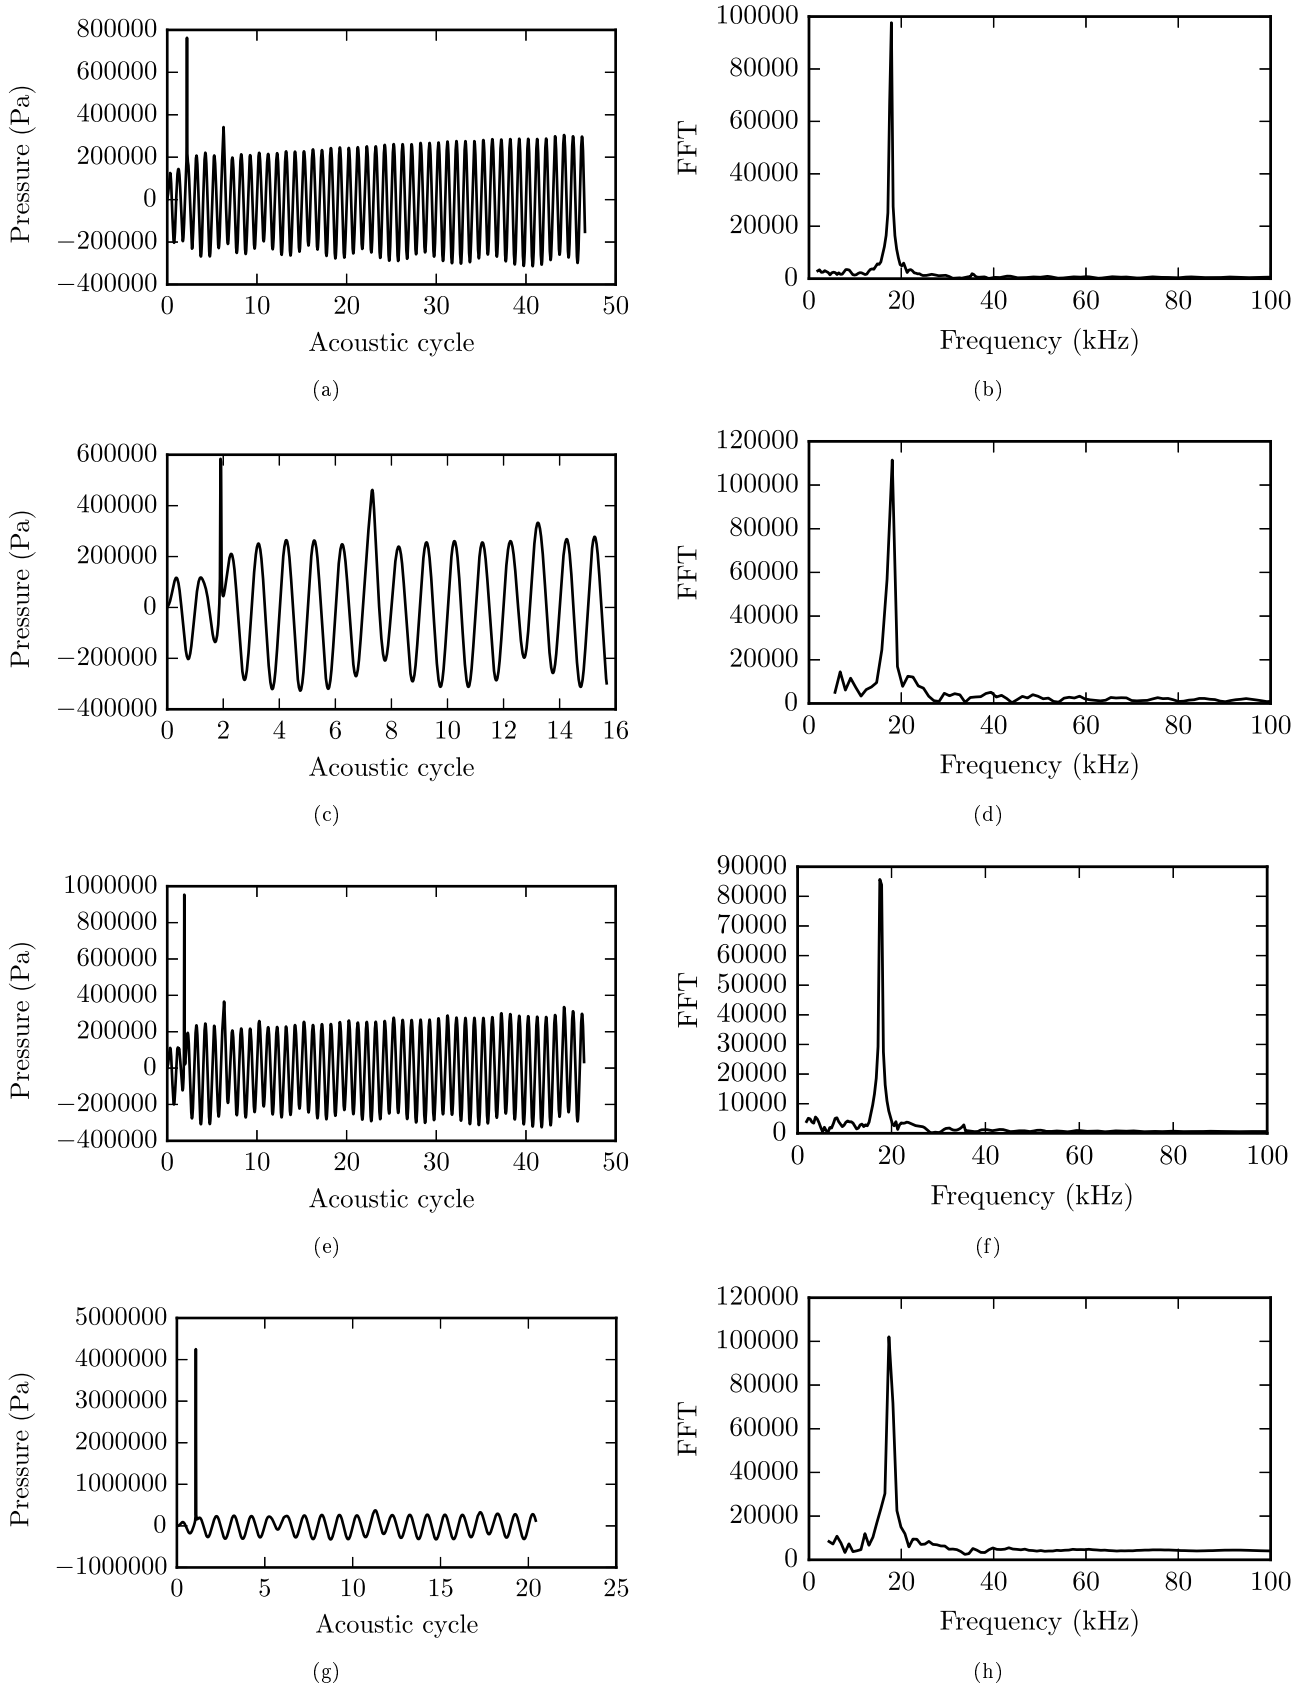 800000
600000
400000
200000
0
−200000
−400000
0 10 20 30 40 50
Pressure (Pa)
Acoustic cycle
(a)
100000
80000
60000
40000
20000
0
0 20 40 60 80 100
FFT
Frequency (kHz)
(b)
600000
400000
200000
0
−200000
−400000
0 2 4 6 8 10 12 14 16
Pressure (Pa)
Acoustic cycle
(c)
120000
100000
80000
60000
40000
20000
0
0 20 40 60 80 100
FFT
Frequency (kHz)
(d)
1000000
800000
600000
400000
200000
0
−200000
−400000
0 10 20 30 40 50
Pressure (Pa)
Acoustic cycle
(e)
90000
80000
70000
60000
50000
40000
30000
20000
10000
0
0 20 40 60 80 100
FFT
Frequency (kHz)
(f)
5000000
4000000
3000000
2000000
1000000
0
−1000000
0 5 10 15 20 25
Pressure (Pa)
Acoustic cycle
(g)
120000
100000
80000
60000
40000
20000
0
0 20 40 60 80 100
FFT
Frequency (kHz)
(h)